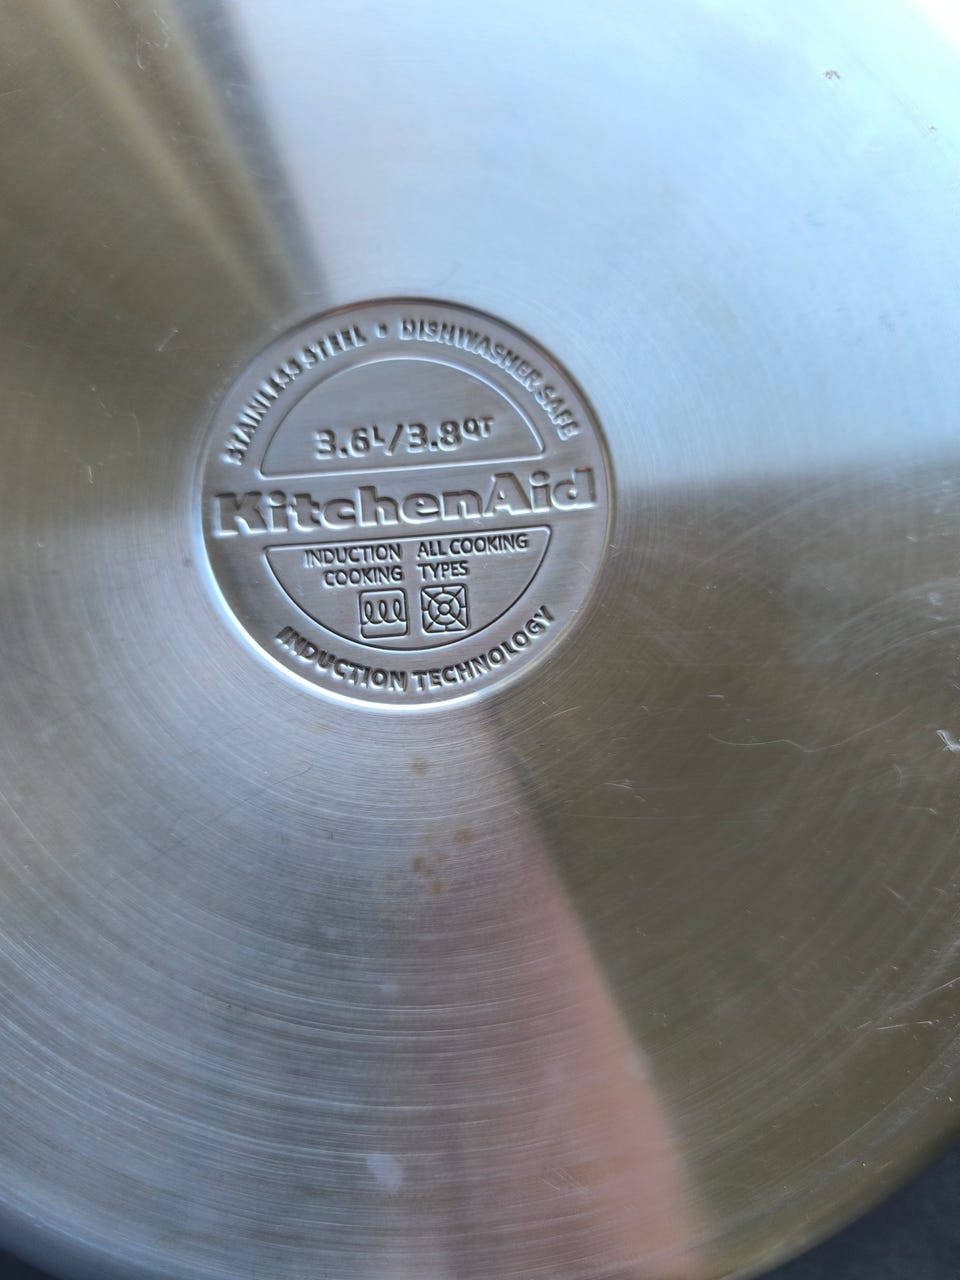 STAINLESS STEEL • DISHWASHER SAFE
3.6L/3.8QT
KitchenAid
INDUCTION COOKING
ALL COOKING TYPES
INDUCTION TECHNOLOGY